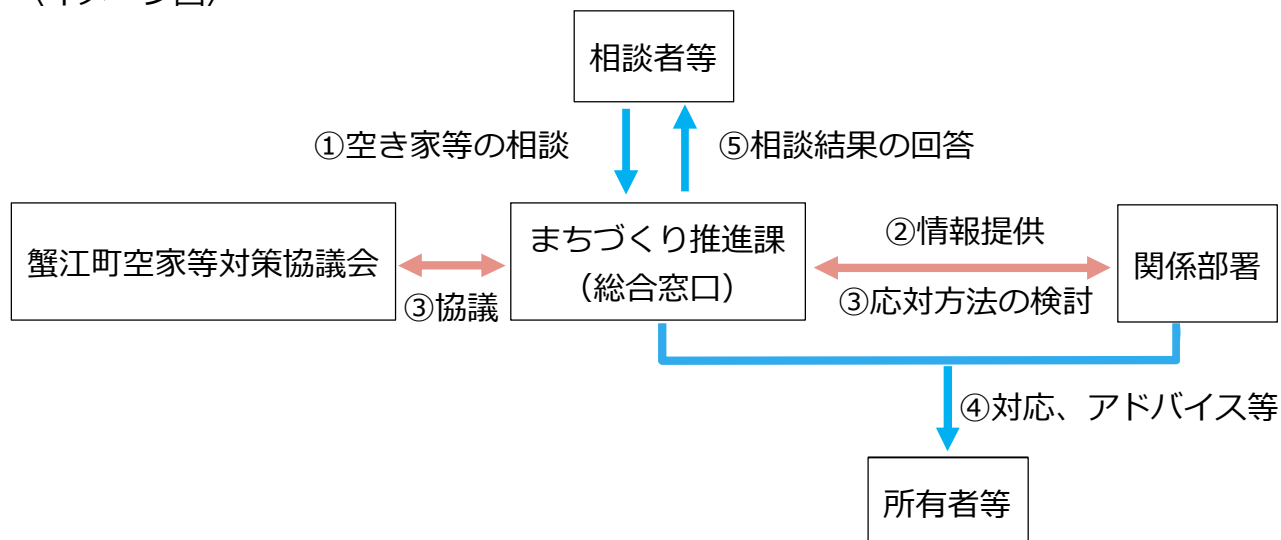 相談者等
①空き家等の相談
⑤相談結果の回答
蟹江町空家等対策協議会
③協議
まちづくり推進課
（総合窓口）
②情報提供
③応対方法の検討
関係部署
④対応、アドバイス等
所有者等